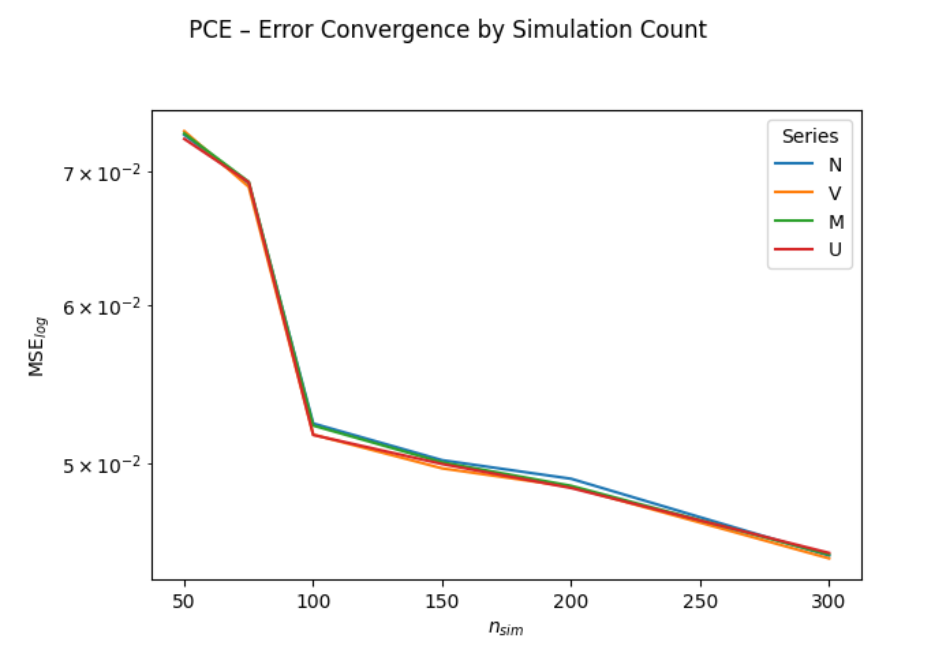 PCE – Error Convergence by Simulation Count
Series
N
V
M
U
7 × 10⁻²
6 × 10⁻²
5 × 10⁻²
MSE_log
50 100 150 200 250 300
n_sim